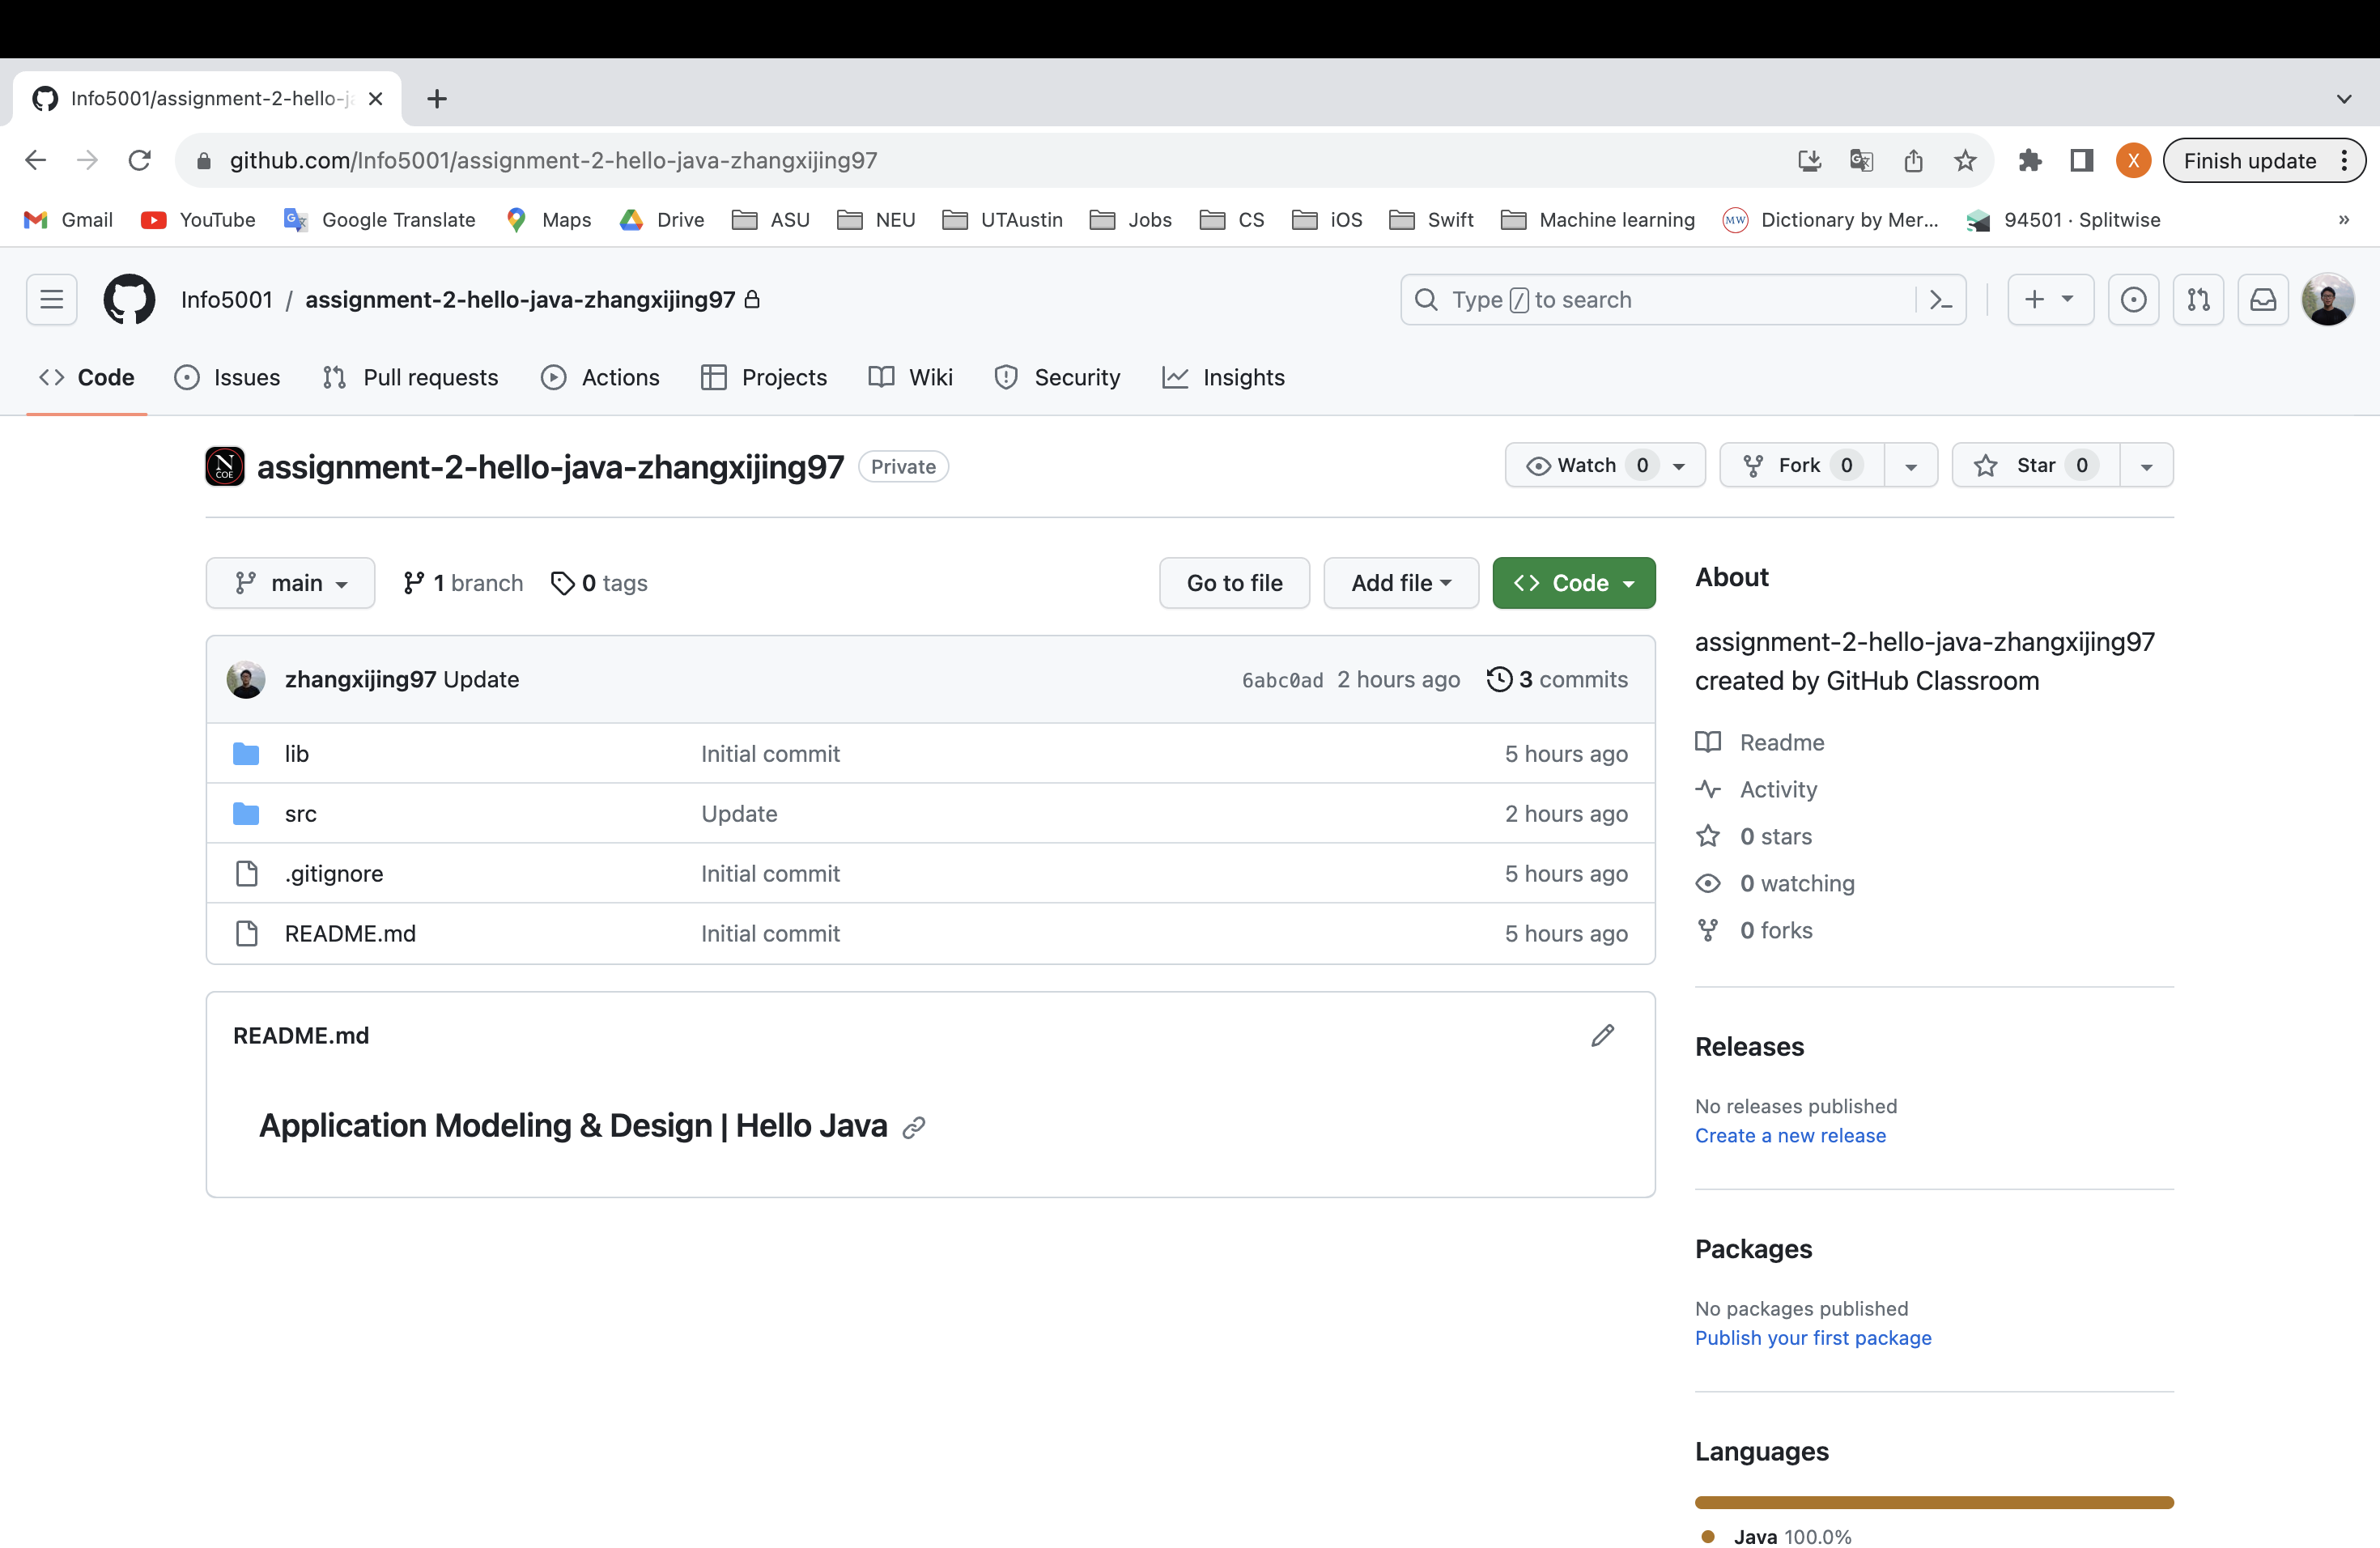 Info5001/assignment-2-hello-j
github.com/Info5001/assignment-2-hello-java-zhangxijing97
X
Finish update
Gmail
YouTube
Google Translate
Maps
Drive
ASU
NEU
UTAustin
Jobs
CS
iOS
Swift
Machine learning
MW
Dictionary by Mer...
94501 · Splitwise
»
Info5001 / assignment-2-hello-java-zhangxijing97
Type / to search
Code
Issues
Pull requests
Actions
Projects
Wiki
Security
Insights
N
COE
assignment-2-hello-java-zhangxijing97
Private
Watch 0
Fork 0
Star 0
main
1 branch
0 tags
Go to file
Add file
Code
zhangxijing97 Update
6abc0ad 2 hours ago
3 commits
lib Initial commit 5 hours ago
src Update 2 hours ago
.gitignore Initial commit 5 hours ago
README.md Initial commit 5 hours ago
README.md
Application Modeling & Design | Hello Java
About
assignment-2-hello-java-zhangxijing97
created by GitHub Classroom
Readme
Activity
0 stars
0 watching
0 forks
Releases
No releases published
Create a new release
Packages
No packages published
Publish your first package
Languages
Java 100.0%